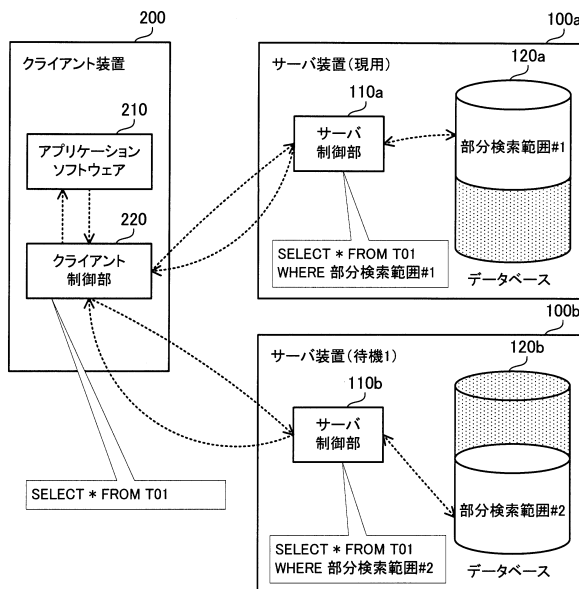 200
クライアント装置
210
アプリケーション
ソフトウェア
220
クライアント
制御部
SELECT * FROM T01
100a
サーバ装置(現用)
110a
サーバ
制御部
120a
部分検索範囲#1
SELECT * FROM T01
WHERE 部分検索範囲#1
データベース
100b
サーバ装置(待機1)
110b
サーバ
制御部
120b
部分検索範囲#2
SELECT * FROM T01
WHERE 部分検索範囲#2
データベース